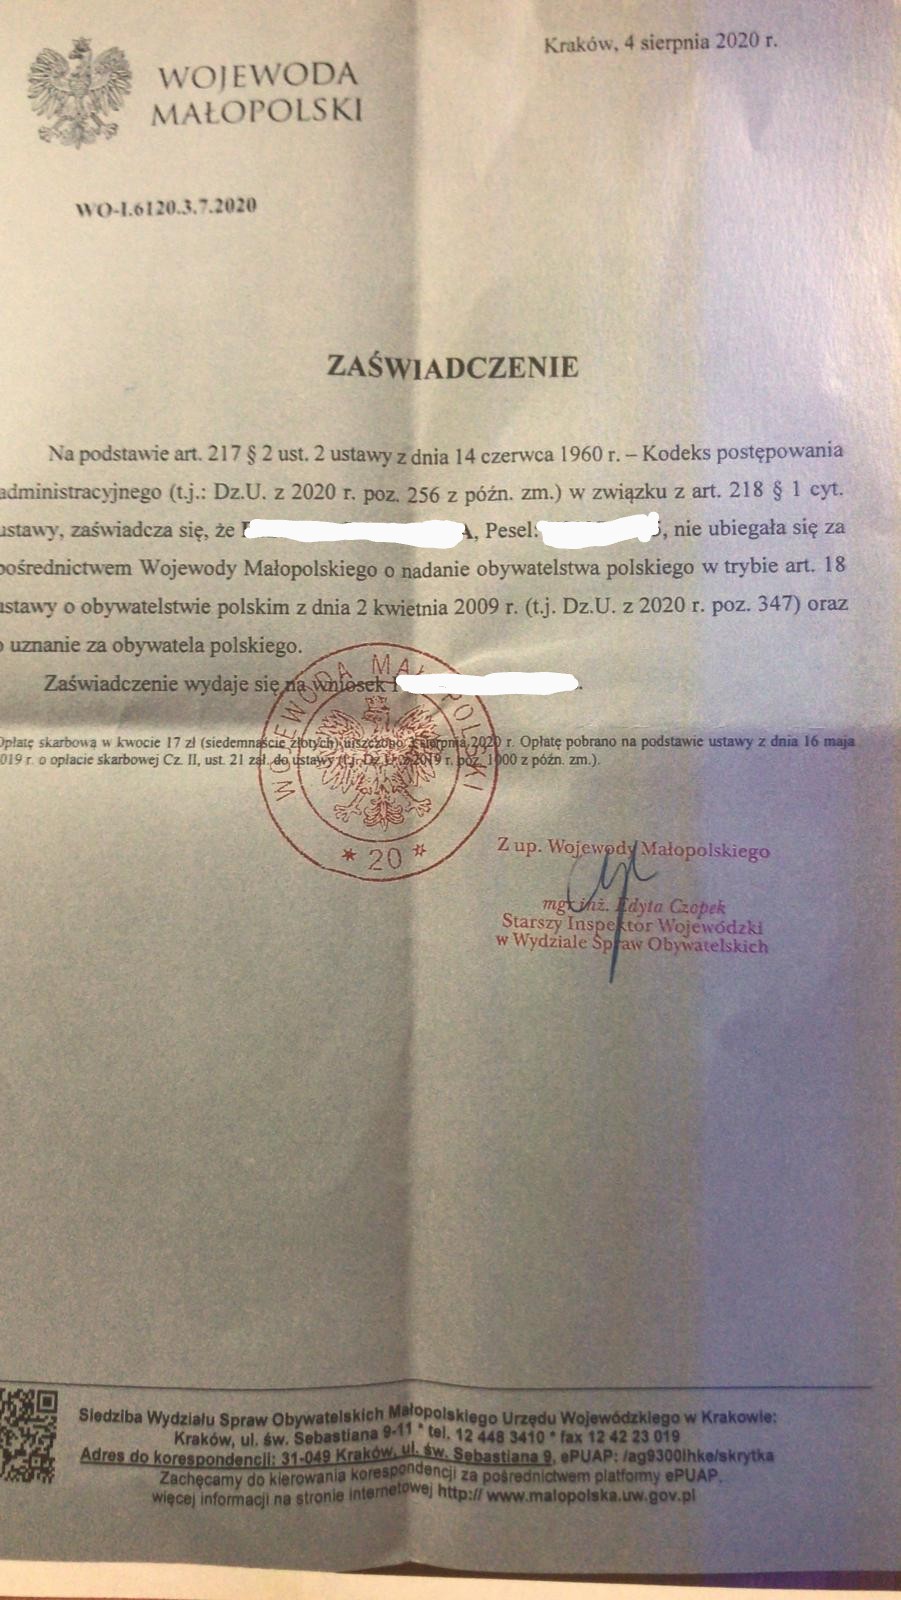 Kraków, 4 sierpnia 2020 r.
WOJEWODA
MAŁOPOLSKI
WO-I.6120.3.7.2020
ZAŚWIADCZENIE
Na podstawie art. 217 § 2 ust. 2 ustawy z dnia 14 czerwca 1960 r. – Kodeks postępowania
administracyjnego (t.j.: Dz.U. z 2020 r. poz. 256 z późn. zm.) w związku z art. 218 § 1 cyt.
ustawy, zaświadcza się, że A, Pesel: , nie ubiegała się za
pośrednictwem Wojewody Małopolskiego o nadanie obywatelstwa polskiego w trybie art. 18
ustawy o obywatelstwie polskim z dnia 2 kwietnia 2009 r. (t.j. Dz.U. z 2020 r. poz. 347) oraz
o uznanie za obywatela polskiego.
Zaświadczenie wydaje się na wniosek .
Opłatę skarbową w kwocie 17 zł (siedemnaście złotych) uiszczono sierpnia 2020 r. Opłatę pobrano na podstawie ustawy z dnia 16 maja
019 r. o opłacie skarbowej Cz. II, ust. 21 zał. do ustawy (t.j. Dz.U. z 2019 r. poz. 1000 z późn. zm.).
WOJEWODA MAŁOPOLSKI
* 20 *
Z up. Wojewody Małopolskiego
mgr inż. Edyta Czopek
Starszy Inspektor Wojewódzki
w Wydziale Spraw Obywatelskich
Siedziba Wydziału Spraw Obywatelskich Małopolskiego Urzędu Wojewódzkiego w Krakowie:
Kraków, ul. św. Sebastiana 9-11 * tel. 12 448 3410 * fax 12 42 23 019
Adres do korespondencji: 31-049 Kraków, ul. św. Sebastiana 9, ePUAP: /ag9300lhke/skrytka
Zachęcamy do kierowania korespondencji za pośrednictwem platformy ePUAP.
więcej informacji na stronie internetowej http:// www.malopolska.uw.gov.pl